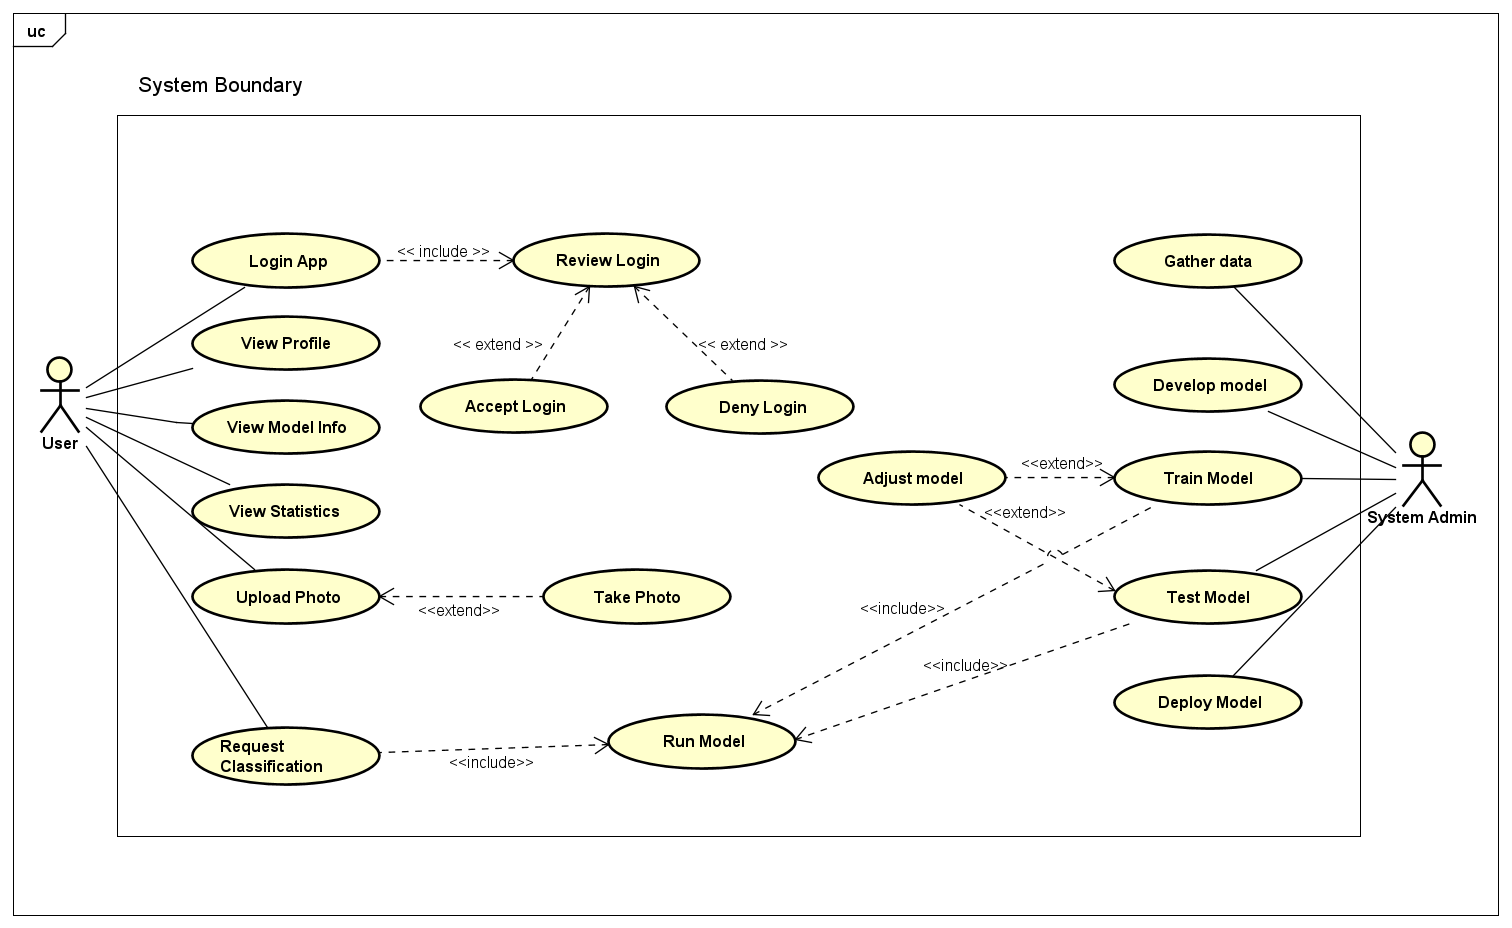 uc
System Boundary
Login App
<< include >>
Review Login
Gather data
View Profile
<< extend >>
<< extend >>
Develop model
Accept Login
Deny Login
View Model Info
User
Adjust model
<<extend>>
Train Model
View Statistics
<<extend>>
System Admin
Upload Photo
<<extend>>
Take Photo
<<include>>
Test Model
<<include>>
Deploy Model
Request
Classification
<<include>>
Run Model